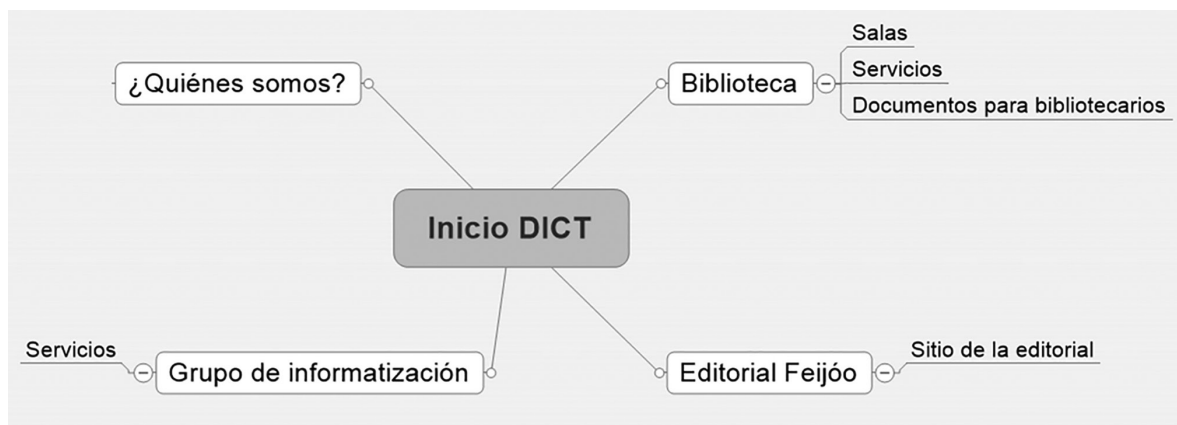 ¿Quiénes somos?
Biblioteca
Salas
Servicios
Documentos para bibliotecarios
Inicio DICT
Servicios
Grupo de informatización
Editorial Feijóo
Sitio de la editorial